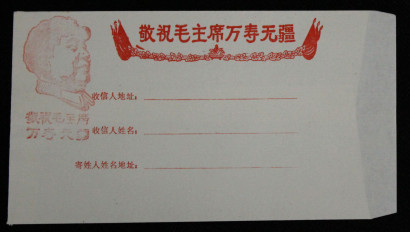 敬祝毛主席万寿无疆
收信人地址：
敬祝毛主席
万寿无疆
收信人姓名：
寄姓人姓名地址：